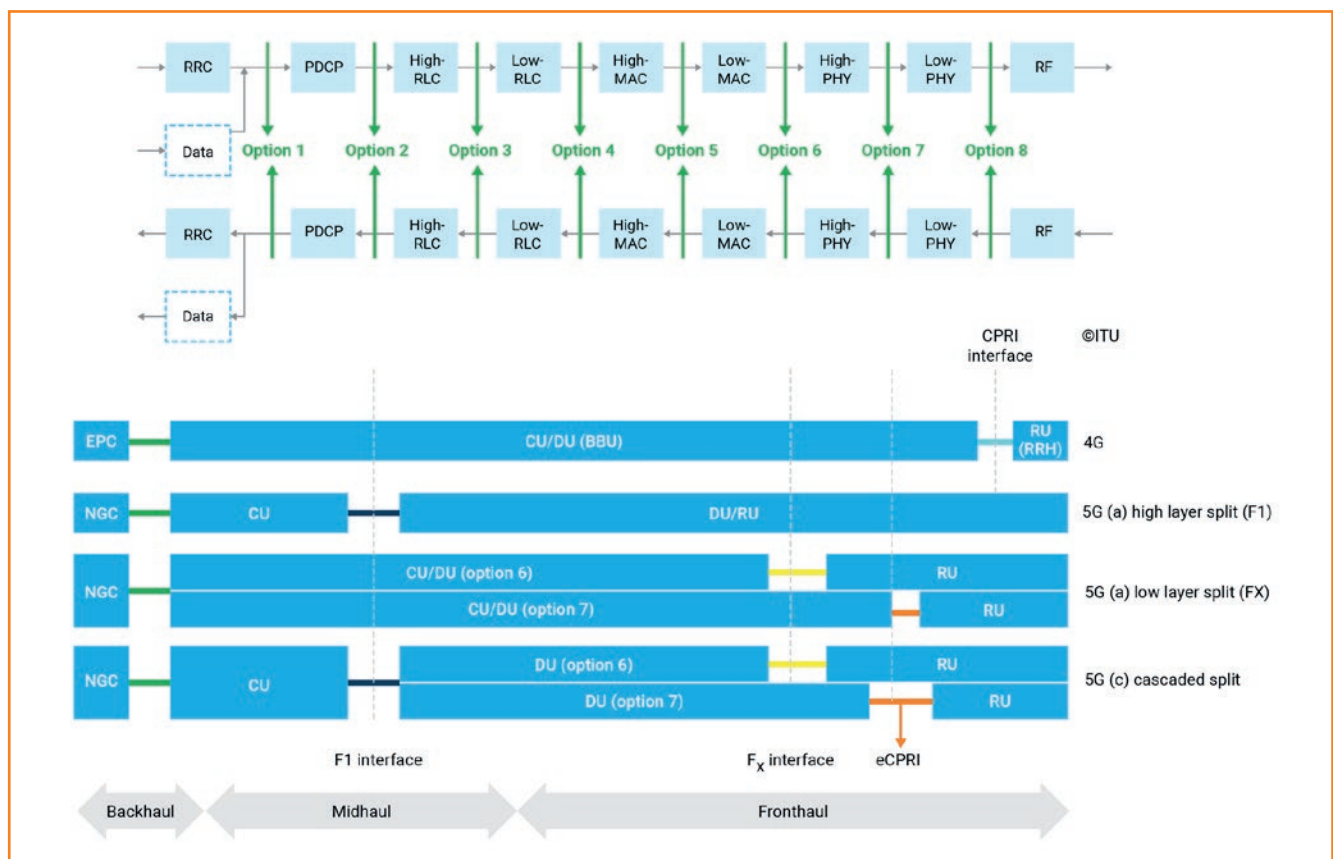 RRC
PDCP
High-
RLC
Low-
RLC
High-
MAC
Low-
MAC
High-
PHY
Low-
PHY
RF
Data
Option 1
Option 2
Option 3
Option 4
Option 5
Option 6
Option 7
Option 8
RRC
PDCP
High-
RLC
Low-
RLC
High-
MAC
Low-
MAC
High-
PHY
Low-
PHY
RF
Data
CPRI
interface
©ITU
EPC
CU/DU (BBU)
RU
(RRH)
4G
NGC
CU
DU/RU
5G (a) high layer split (F1)
NGC
CU/DU (option 6)
RU
CU/DU (option 7)
RU
5G (a) low layer split (FX)
NGC
CU
DU (option 6)
RU
DU (option 7)
RU
5G (c) cascaded split
F1 interface
FX interface
eCPRI
Backhaul
Midhaul
Fronthaul